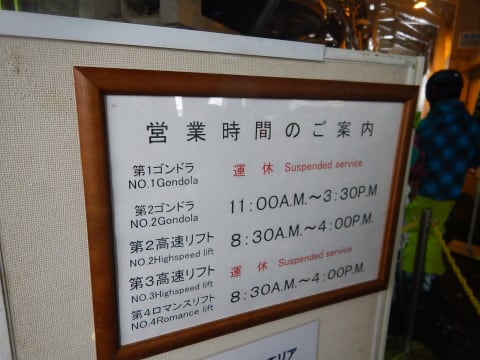 営業時間のご案内
第1ゴンドラ 運休 Suspended service
NO.1Gondola
第2ゴンドラ 11:00A.M.～3:30P.M
NO.2Gondola
第2高速リフト 8:30A.M.～4:00P.M.
NO.2Highspeed lift
第3高速リフト 運休 Suspended service
NO.3Highspeed lift
第4ロマンスリフト 8:30A.M.～4:00P.M.
NO.4Romance lift
エリア